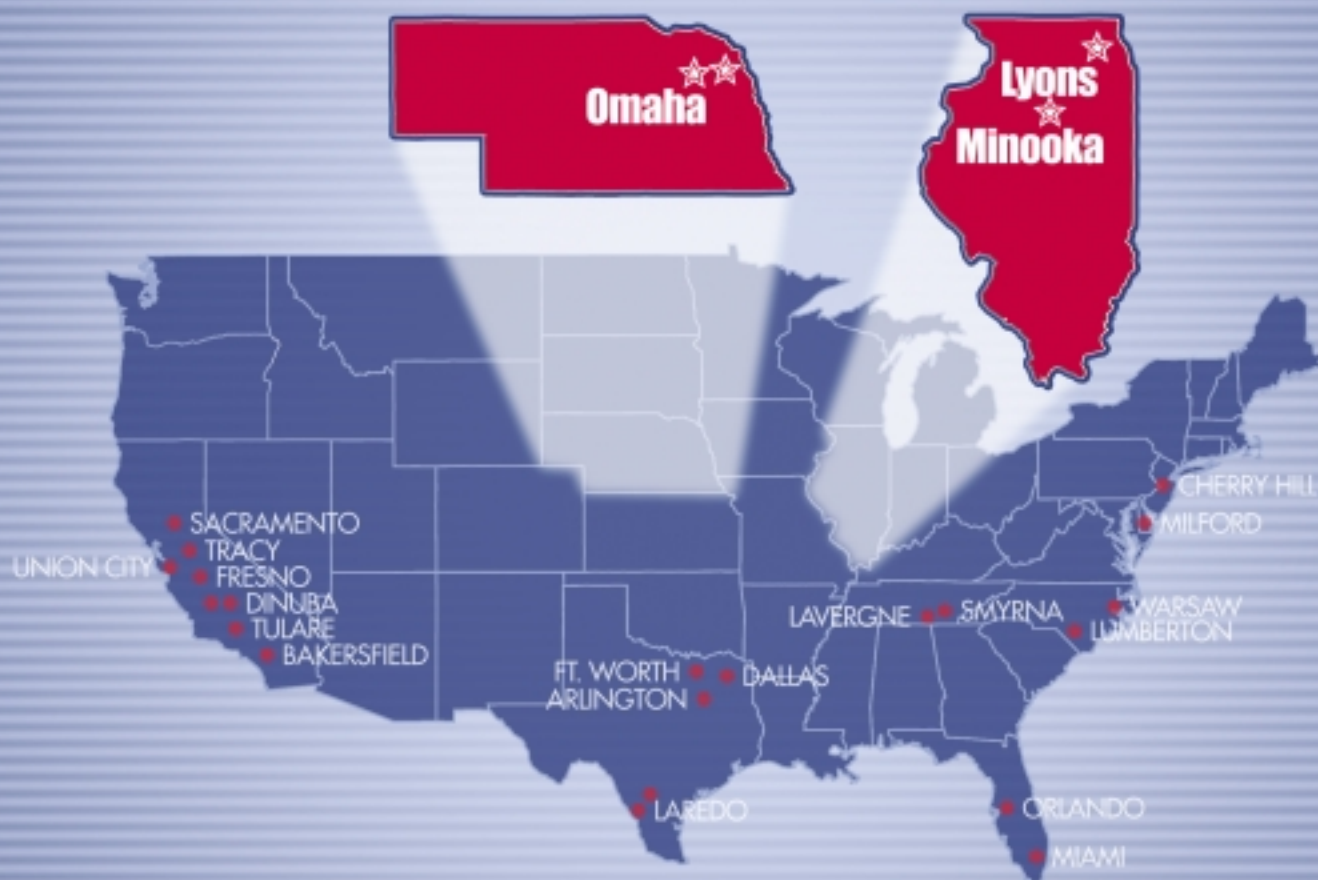 Omaha
Lyons
Minooka
CHERRY HILL
SACRAMENTO
MILFORD
TRACY
UNION CITY
FRESNO
DINUBA
TULARE
BAKERSFIELD
LAVERGNE
SMYRNA
WARSAW
LUMBERTON
FT. WORTH
DALLAS
ARLINGTON
LAREDO
ORLANDO
MIAMI